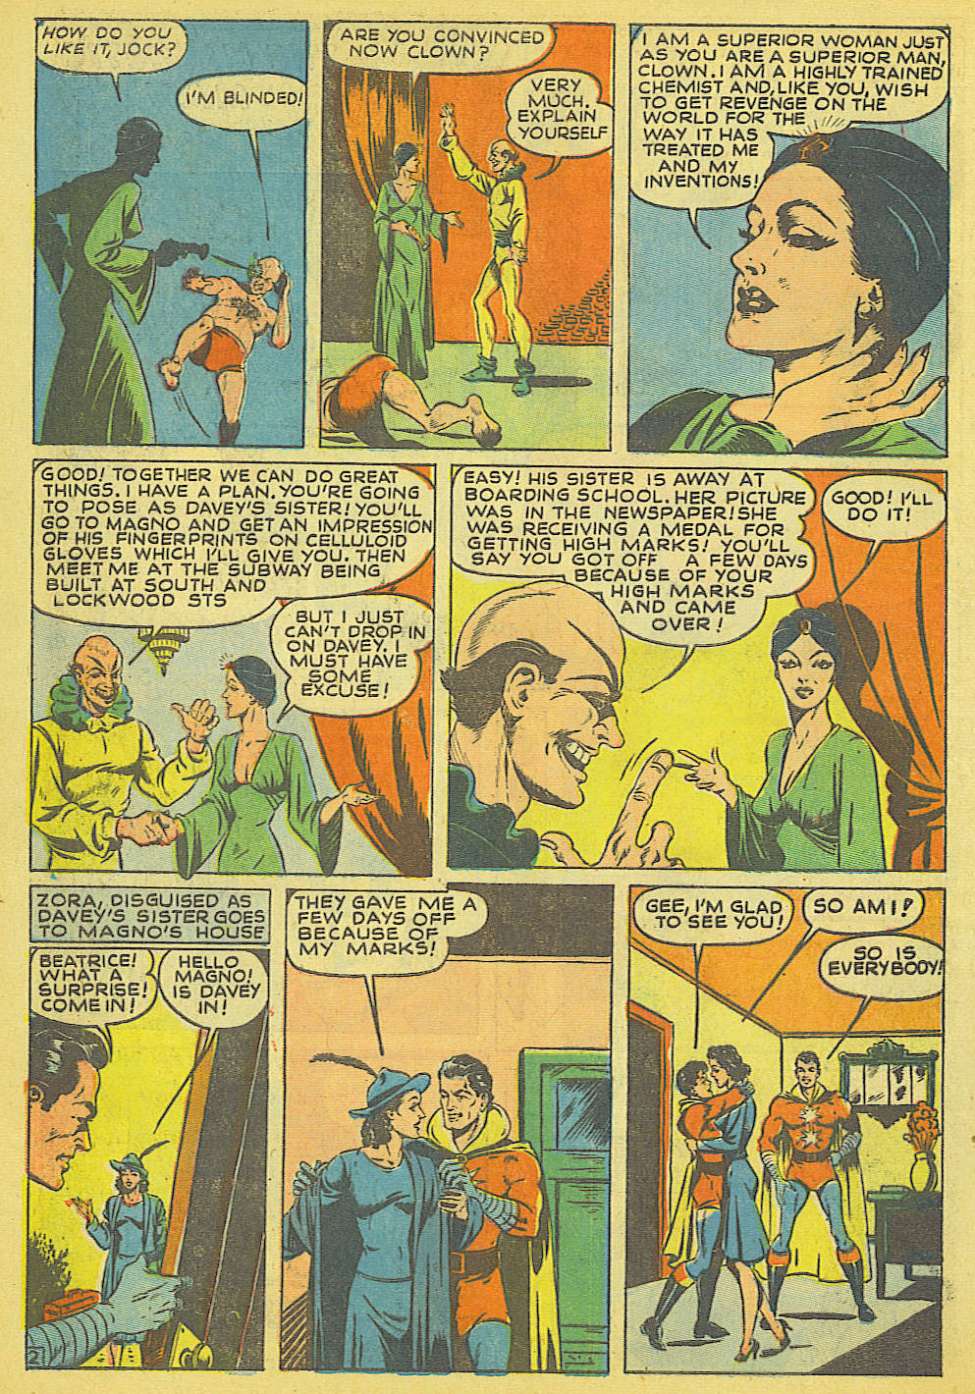 HOW DO YOU
LIKE IT, JOCK?
I'M BLINDED!
ARE YOU CONVINCED
NOW CLOWN?
VERY
MUCH.
EXPLAIN
YOURSELF
I AM A SUPERIOR WOMAN JUST
AS YOU ARE A SUPERIOR MAN,
CLOWN. I AM A HIGHLY TRAINED
CHEMIST AND, LIKE YOU, WISH
TO GET REVENGE ON THE
WORLD FOR THE
WAY IT HAS
TREATED ME
AND MY
INVENTIONS!
GOOD! TOGETHER WE CAN DO GREAT
THINGS. I HAVE A PLAN. YOU'RE GOING
TO POSE AS DAVEY'S SISTER! YOU'LL
GO TO MAGNO AND GET AN IMPRESSION
OF HIS FINGERPRINTS ON CELLULOID
GLOVES WHICH I'LL GIVE YOU. THEN
MEET ME AT THE SUBWAY BEING
BUILT AT SOUTH AND
LOCKWOOD STS
BUT I JUST
CAN'T DROP IN
ON DAVEY. I
MUST HAVE
SOME
EXCUSE!
EASY! HIS SISTER IS AWAY AT
BOARDING SCHOOL. HER PICTURE
WAS IN THE NEWSPAPER! SHE
WAS RECEIVING A MEDAL FOR
GETTING HIGH MARKS! YOU'LL
SAY YOU GOT OFF A FEW DAYS
BECAUSE OF YOUR
HIGH MARKS
AND CAME
OVER!
GOOD! I'LL
DO IT!
ZORA, DISGUISED AS
DAVEY'S SISTER GOES
TO MAGNO'S HOUSE
BEATRICE!
WHAT A
SURPRISE!
COME IN!
HELLO
MAGNO!
IS DAVEY
IN!
2
THEY GAVE ME A
FEW DAYS OFF
BECAUSE OF
MY MARKS!
GEE, I'M GLAD
TO SEE YOU!
SO AM I!
SO IS
EVERYBODY!